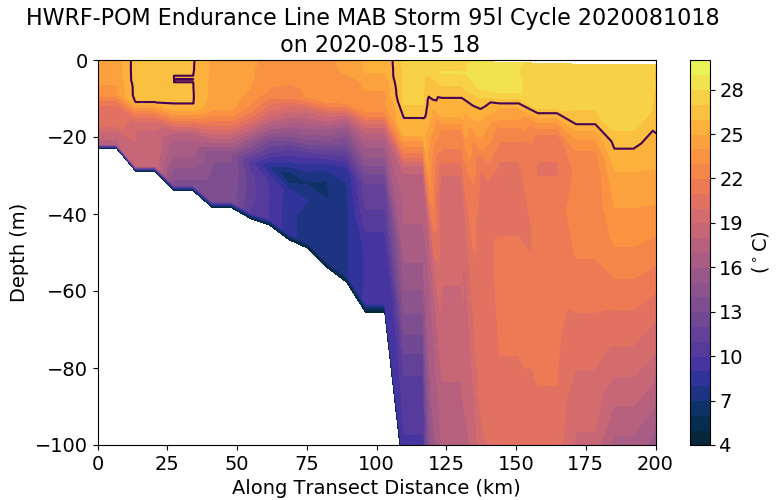 HWRF-POM Endurance Line MAB Storm 95l Cycle 2020081018
on 2020-08-15 18
0
−20
−40
−60
−80
−100
Depth (m)
0 25 50 75 100 125 150 175 200
Along Transect Distance (km)
28
25
22
19
16
13
10
7
4
(°C)